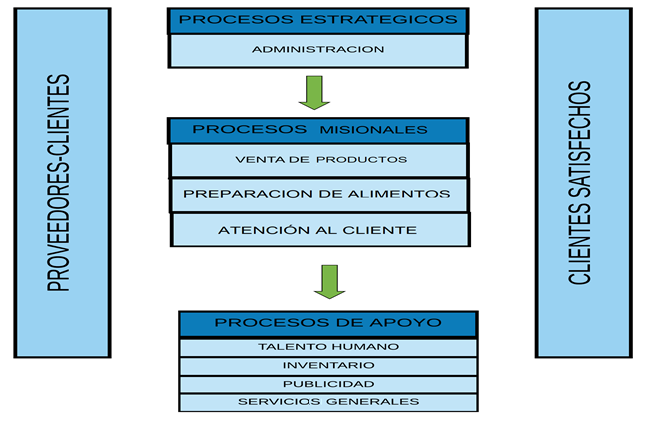 PROVEEDORES-CLIENTES
PROCESOS ESTRATEGICOS
ADMINISTRACION
PROCESOS MISIONALES
VENTA DE PRODUCTOS
PREPARACION DE ALIMENTOS
ATENCIÓN AL CLIENTE
PROCESOS DE APOYO
TALENTO HUMANO
INVENTARIO
PUBLICIDAD
SERVICIOS GENERALES
CLIENTES SATISFECHOS